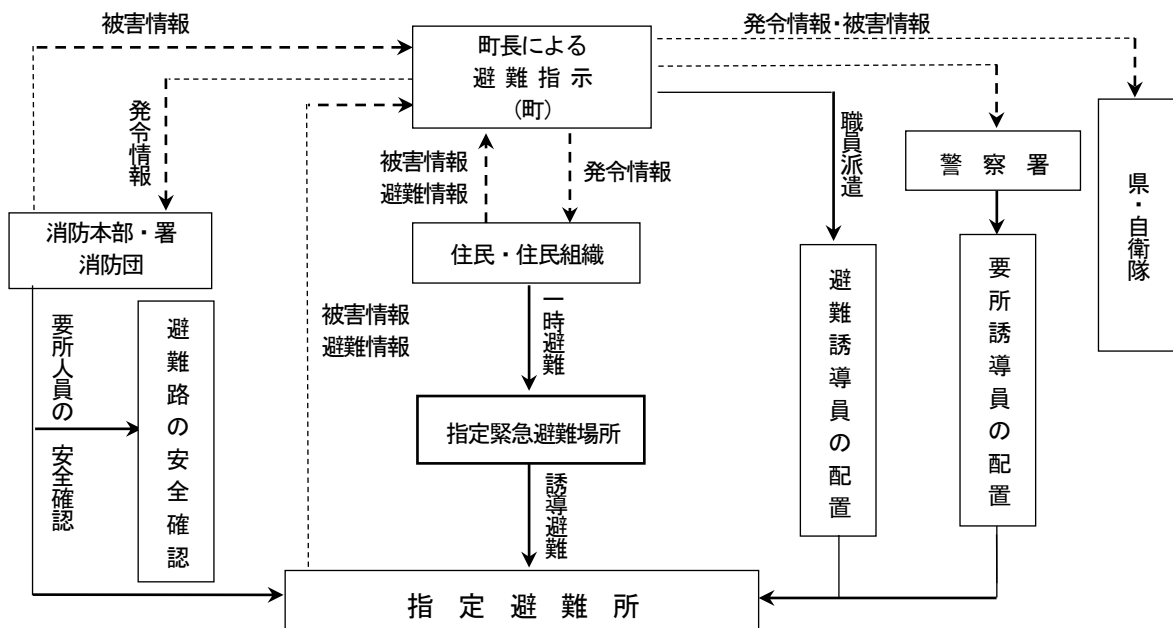 被害情報
町長による
避難指示
(町)
発令情報・被害情報
発令情報
被害情報
避難情報
発令情報
職員派遣
警察署
県・自衛隊
消防本部・署
消防団
住民・住民組織
避難誘導員の配置
要所誘導員の配置
要所人員の
安全確認
避難路の安全確認
被害情報
避難情報
一時避難
指定緊急避難場所
誘導避難
指定避難所